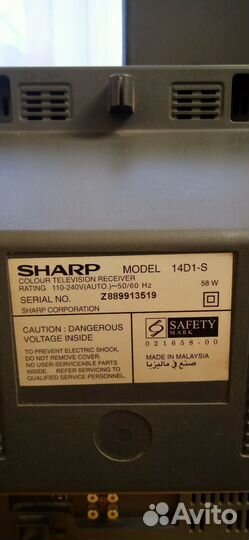 SHARP MODEL 14D1-S
COLOUR TELEVISION RECEIVER
RATING 110-240V(AUTO.)~50/60 Hz 58 W
SERIAL NO. Z889913519
SHARP CORPORATION
CAUTION : DANGEROUS
VOLTAGE INSIDE
TO PREVENT ELECTRIC SHOCK,
DO NOT REMOVE COVER.
NO USER-SERVICEABLE PARTS
INSIDE. REFER SERVICING TO
QUALIFIED SERVICE PERSONNEL.
SAFETY
MARK
021658-00
MADE IN MALAYSIA
صنع في ماليزيا
Avito